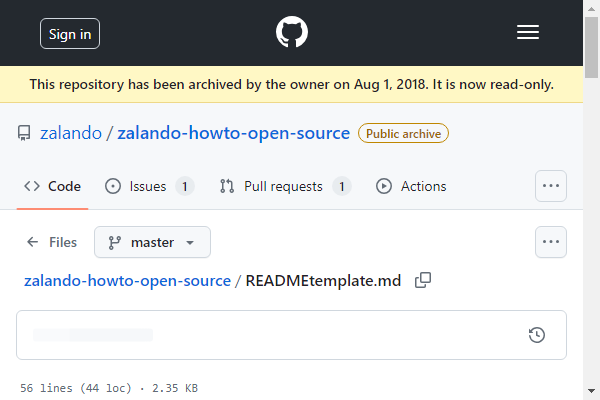 Sign in
This repository has been archived by the owner on Aug 1, 2018. It is now read-only.
zalando / zalando-howto-open-source Public archive
Code Issues 1 Pull requests 1 Actions
Files master
zalando-howto-open-source / READMEtemplate.md
56 lines (44 loc) · 2.35 KB